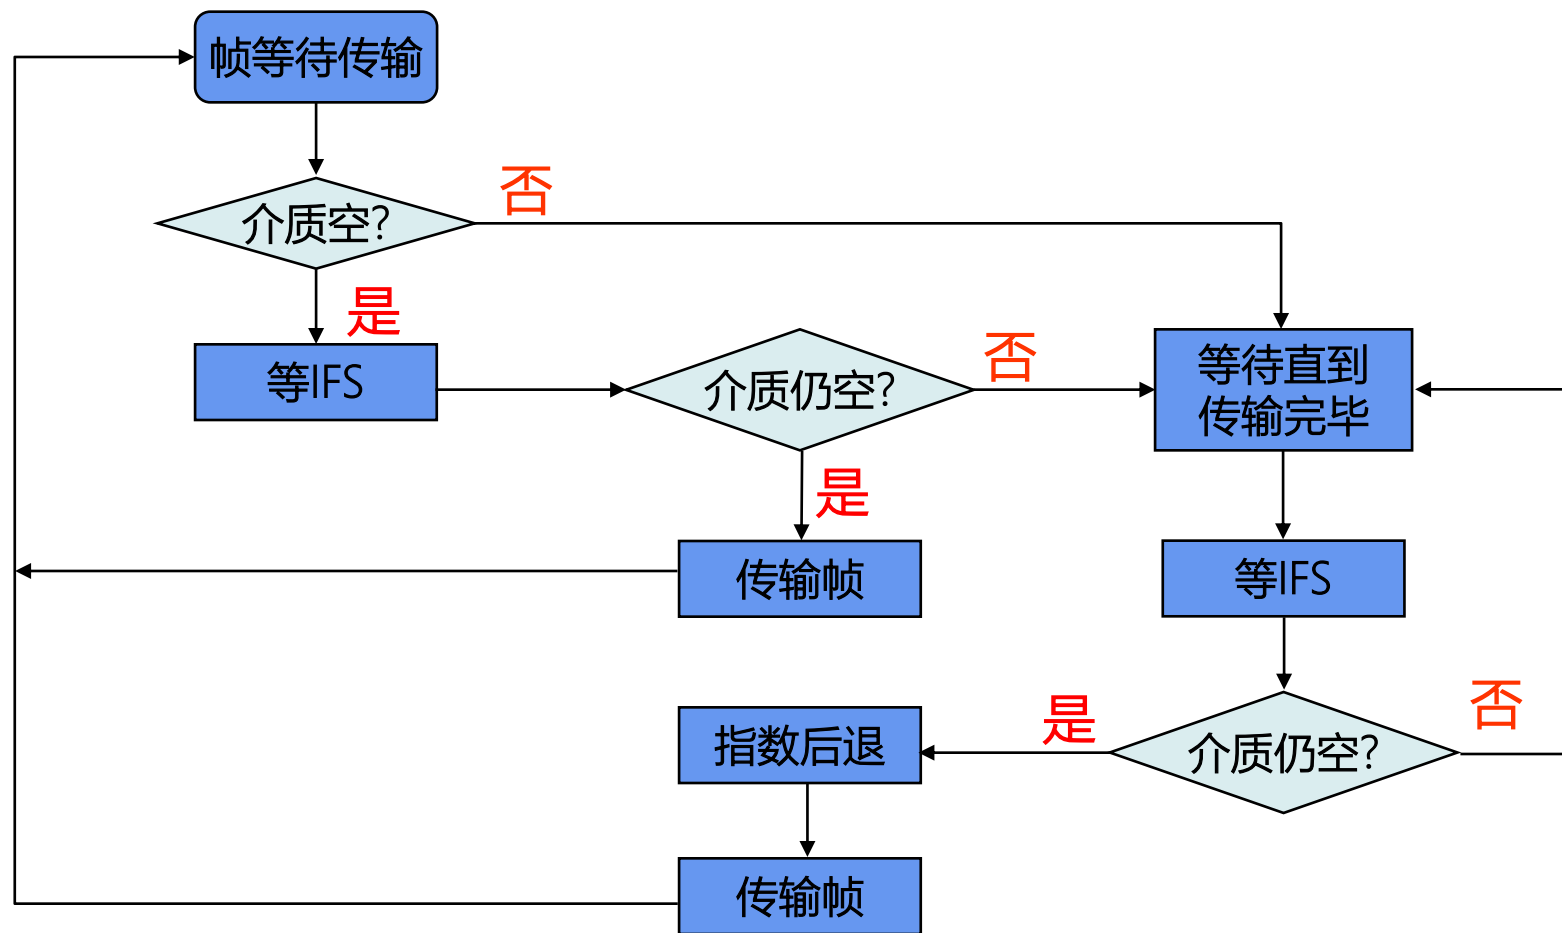 帧等待传输
否
介质空?
是
等IFS
介质仍空?
否
等待直到
传输完毕
是
传输帧
等IFS
是
否
指数后退
介质仍空?
传输帧